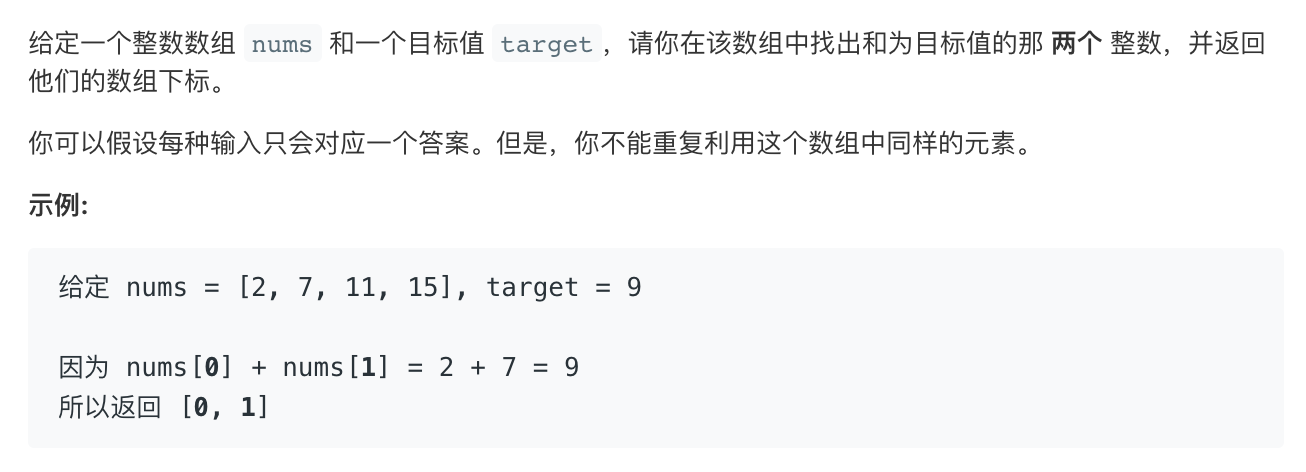 给定一个整数数组 nums 和一个目标值 target，请你在该数组中找出和为目标值的那 两个 整数，并返回
他们的数组下标。
你可以假设每种输入只会对应一个答案。但是，你不能重复利用这个数组中同样的元素。
示例:
给定 nums = [2, 7, 11, 15], target = 9
因为 nums[0] + nums[1] = 2 + 7 = 9
所以返回 [0, 1]